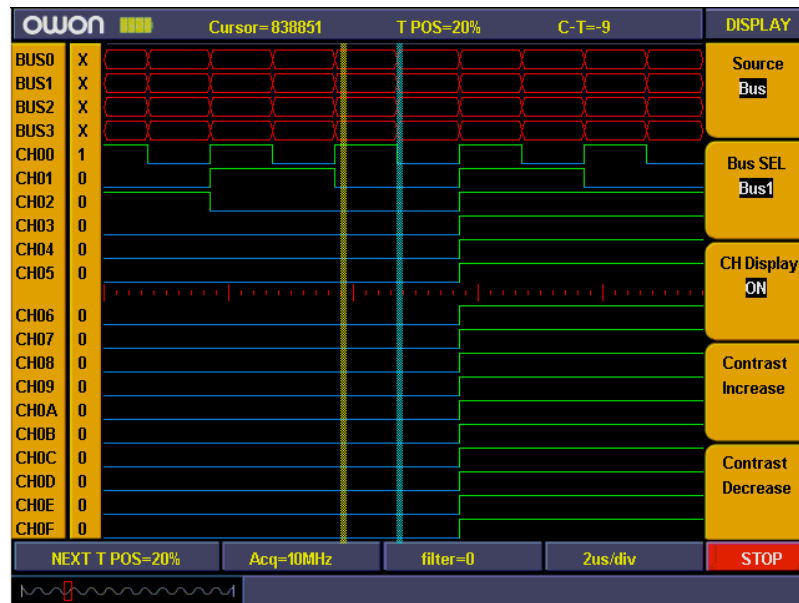 owon Cursor=838851 T POS=20% C-T=-9 DISPLAY
BUS0 X
BUS1 X
BUS2 X
BUS3 X
CH00 1
CH01 0
CH02 0
CH03 0
CH04 0
CH05 0
CH06 0
CH07 0
CH08 0
CH09 0
CH0A 0
CH0B 0
CH0C 0
CH0D 0
CH0E 0
CH0F 0
Source
Bus
Bus SEL
Bus1
CH Display
ON
Contrast
Increase
Contrast
Decrease
NEXT T POS=20% Acq=10MHz filter=0 2us/div STOP